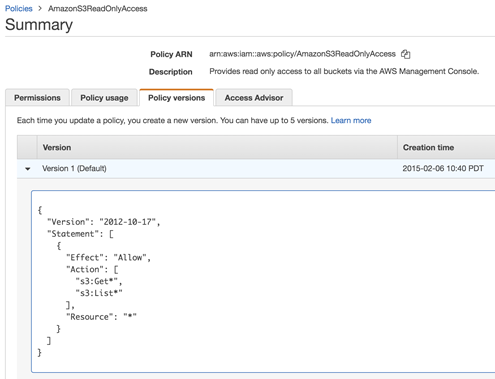 Policies > AmazonS3ReadOnlyAccess
Summary
Policy ARN arn:aws:iam::aws:policy/AmazonS3ReadOnlyAccess
Description Provides read only access to all buckets via the AWS Management Console.
Permissions Policy usage Policy versions Access Advisor
Each time you update a policy, you create a new version. You can have up to 5 versions. Learn more
Version Creation time
Version 1 (Default) 2015-02-06 10:40 PDT
{
"Version": "2012-10-17",
"Statement": [
{
"Effect": "Allow",
"Action": [
"s3:Get*",
"s3:List*"
],
"Resource": "*"
}
]
}